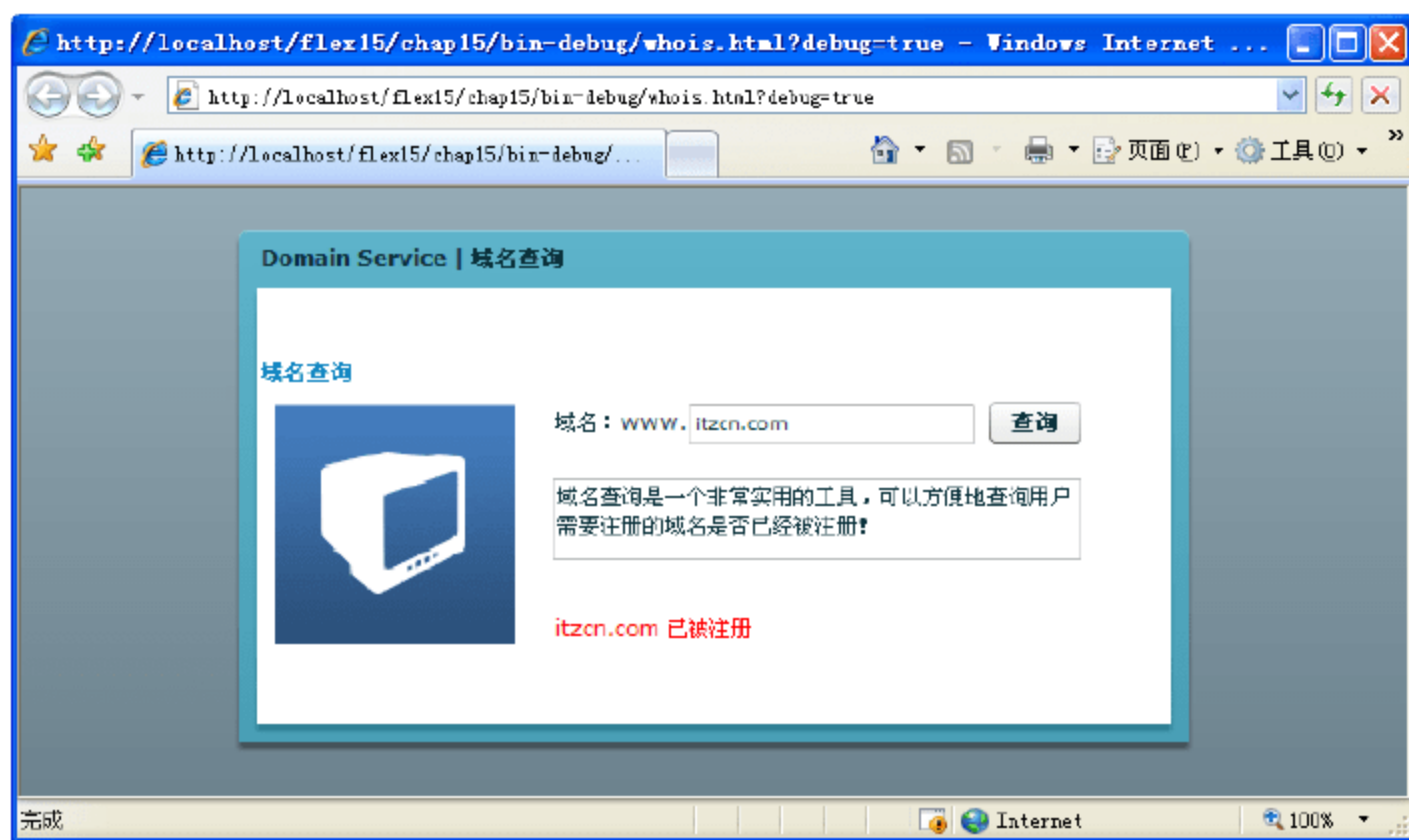 http://localhost/flex15/chap15/bin-debug/whois.html?debug=true - Windows Internet ...
http://localhost/flex15/chap15/bin-debug/whois.html?debug=true
http://localhost/flex15/chap15/bin-debug/...
页面(P)
工具(O)
Domain Service | 域名查询
域名查询
域名：www. itzcn.com
查询
域名查询是一个非常实用的工具，可以方便地查询用户
需要注册的域名是否已经被注册！
itzcn.com 已被注册
完成
Internet
100%